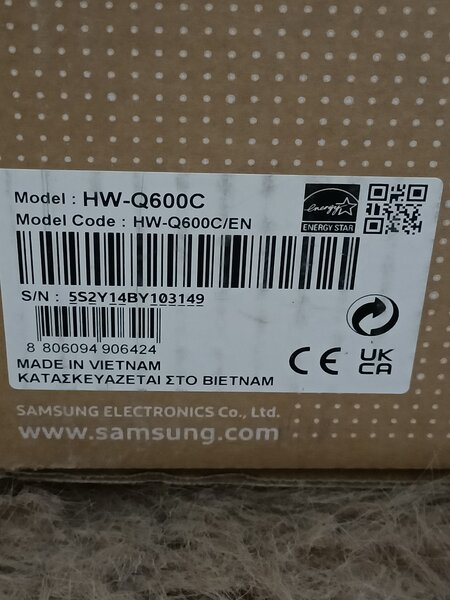 Model : HW-Q600C
Model Code : HW-Q600C/EN
energy
ENERGY STAR
S/N : 5S2Y14BY103149
8 806094 906424
MADE IN VIETNAM
ΚΑΤΑΣΚΕΥΑΖΕΤΑΙ ΣΤΟ ΒΙΕΤΝΑΜ
CE
UK
CA
SAMSUNG ELECTRONICS Co., Ltd.
www.samsung.com